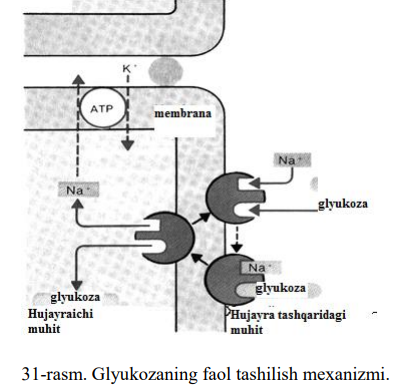 K⁺
ATP
membrana
Na⁺
Na⁺
glyukoza
Na⁺
glyukoza
glyukoza
Hujayraichi
muhit
Hujayra tashqaridagi
muhit
31-rasm. Glyukozaning faol tashilish mexanizmi.